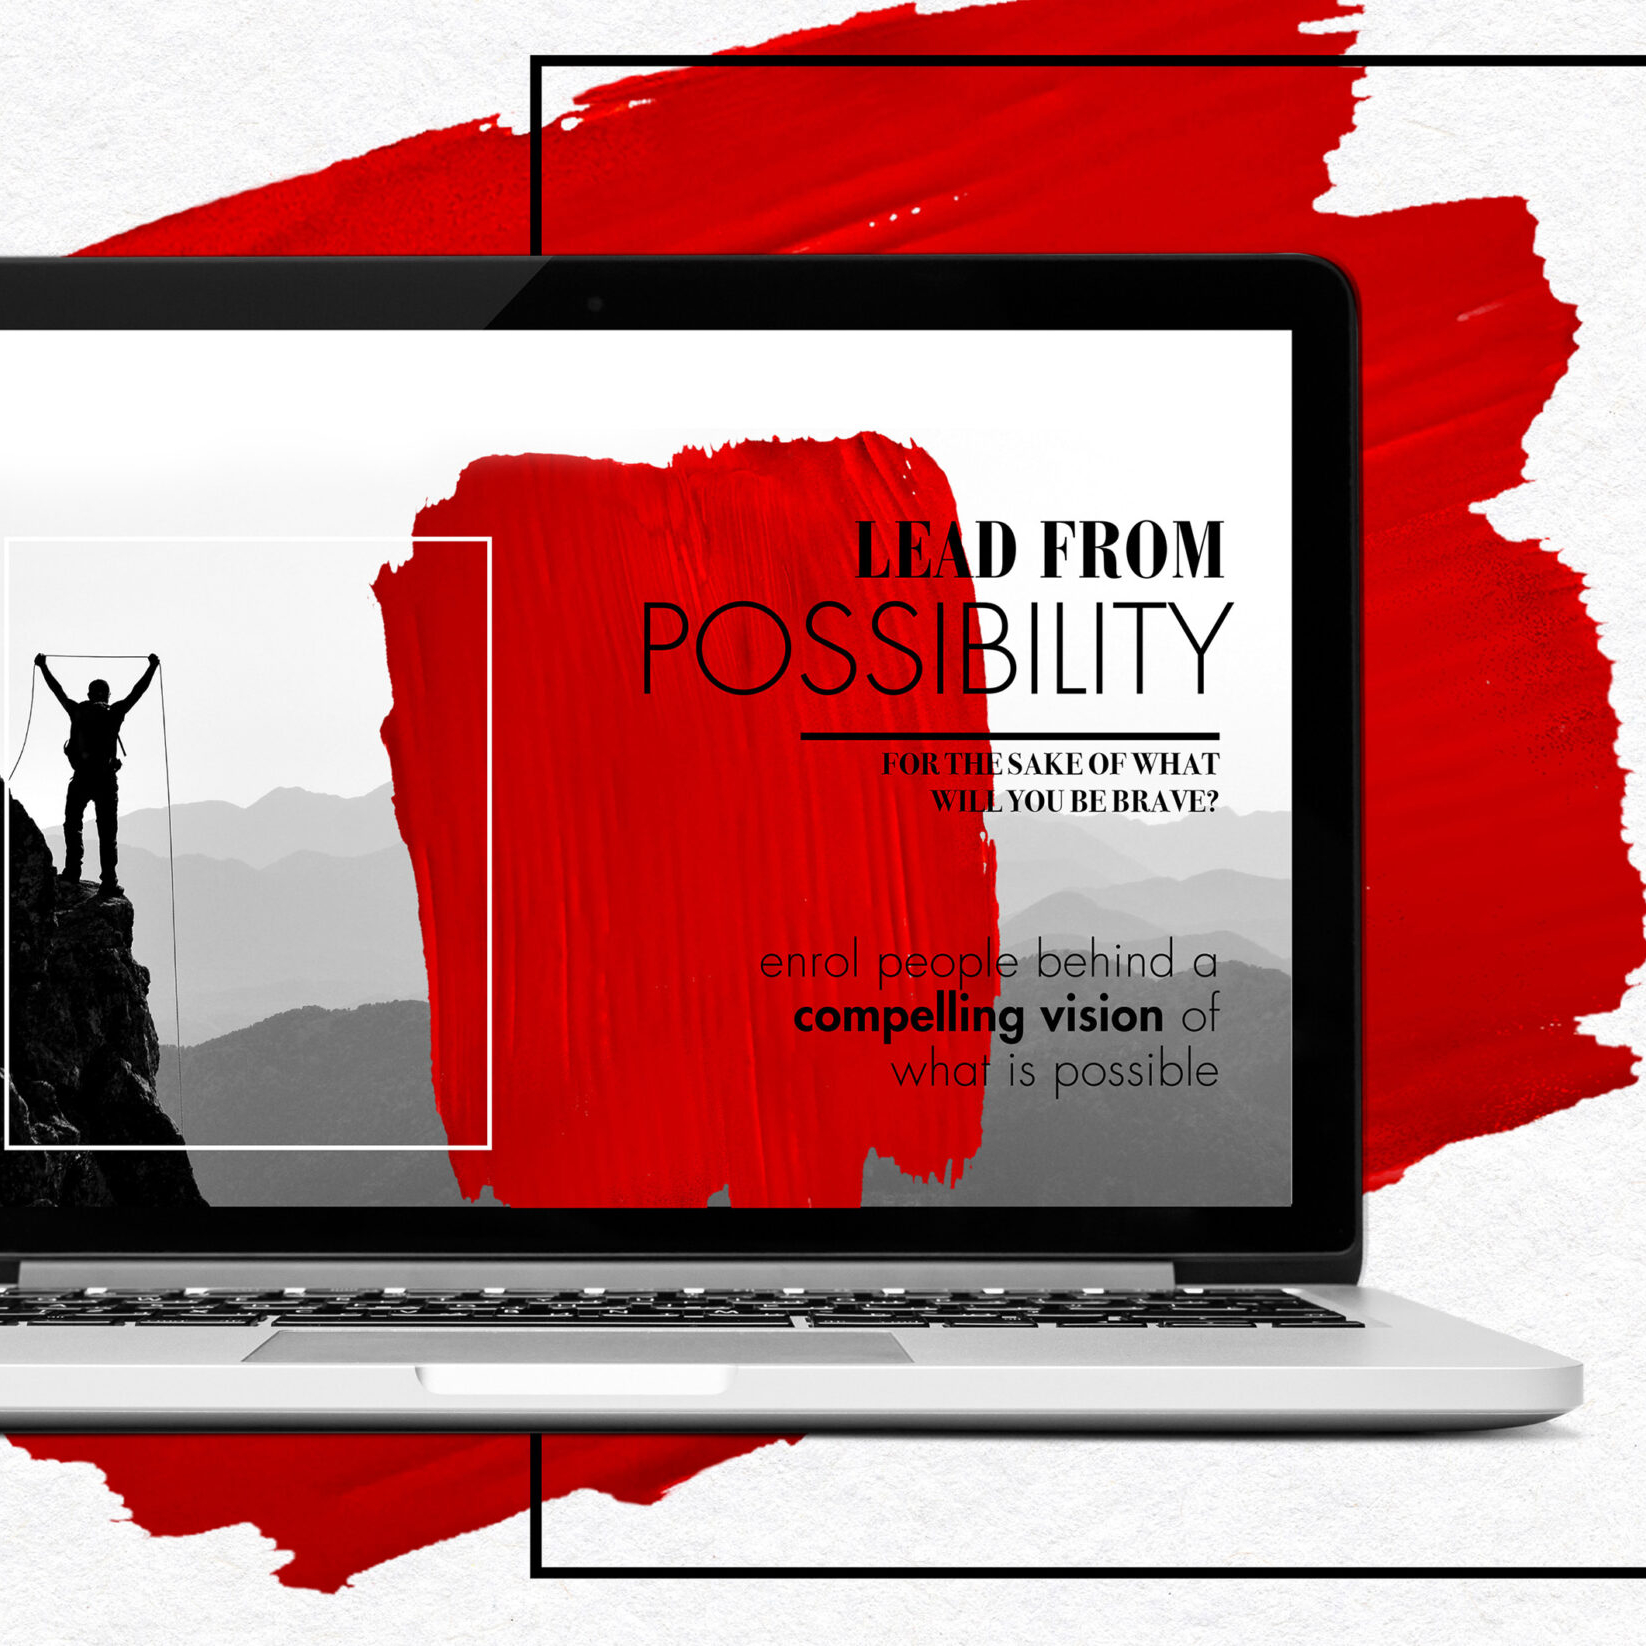 LEAD FROM
POSSIBILITY
FOR THE SAKE OF WHAT
WILL YOU BE BRAVE?
enrol people behind a
compelling vision of
what is possible